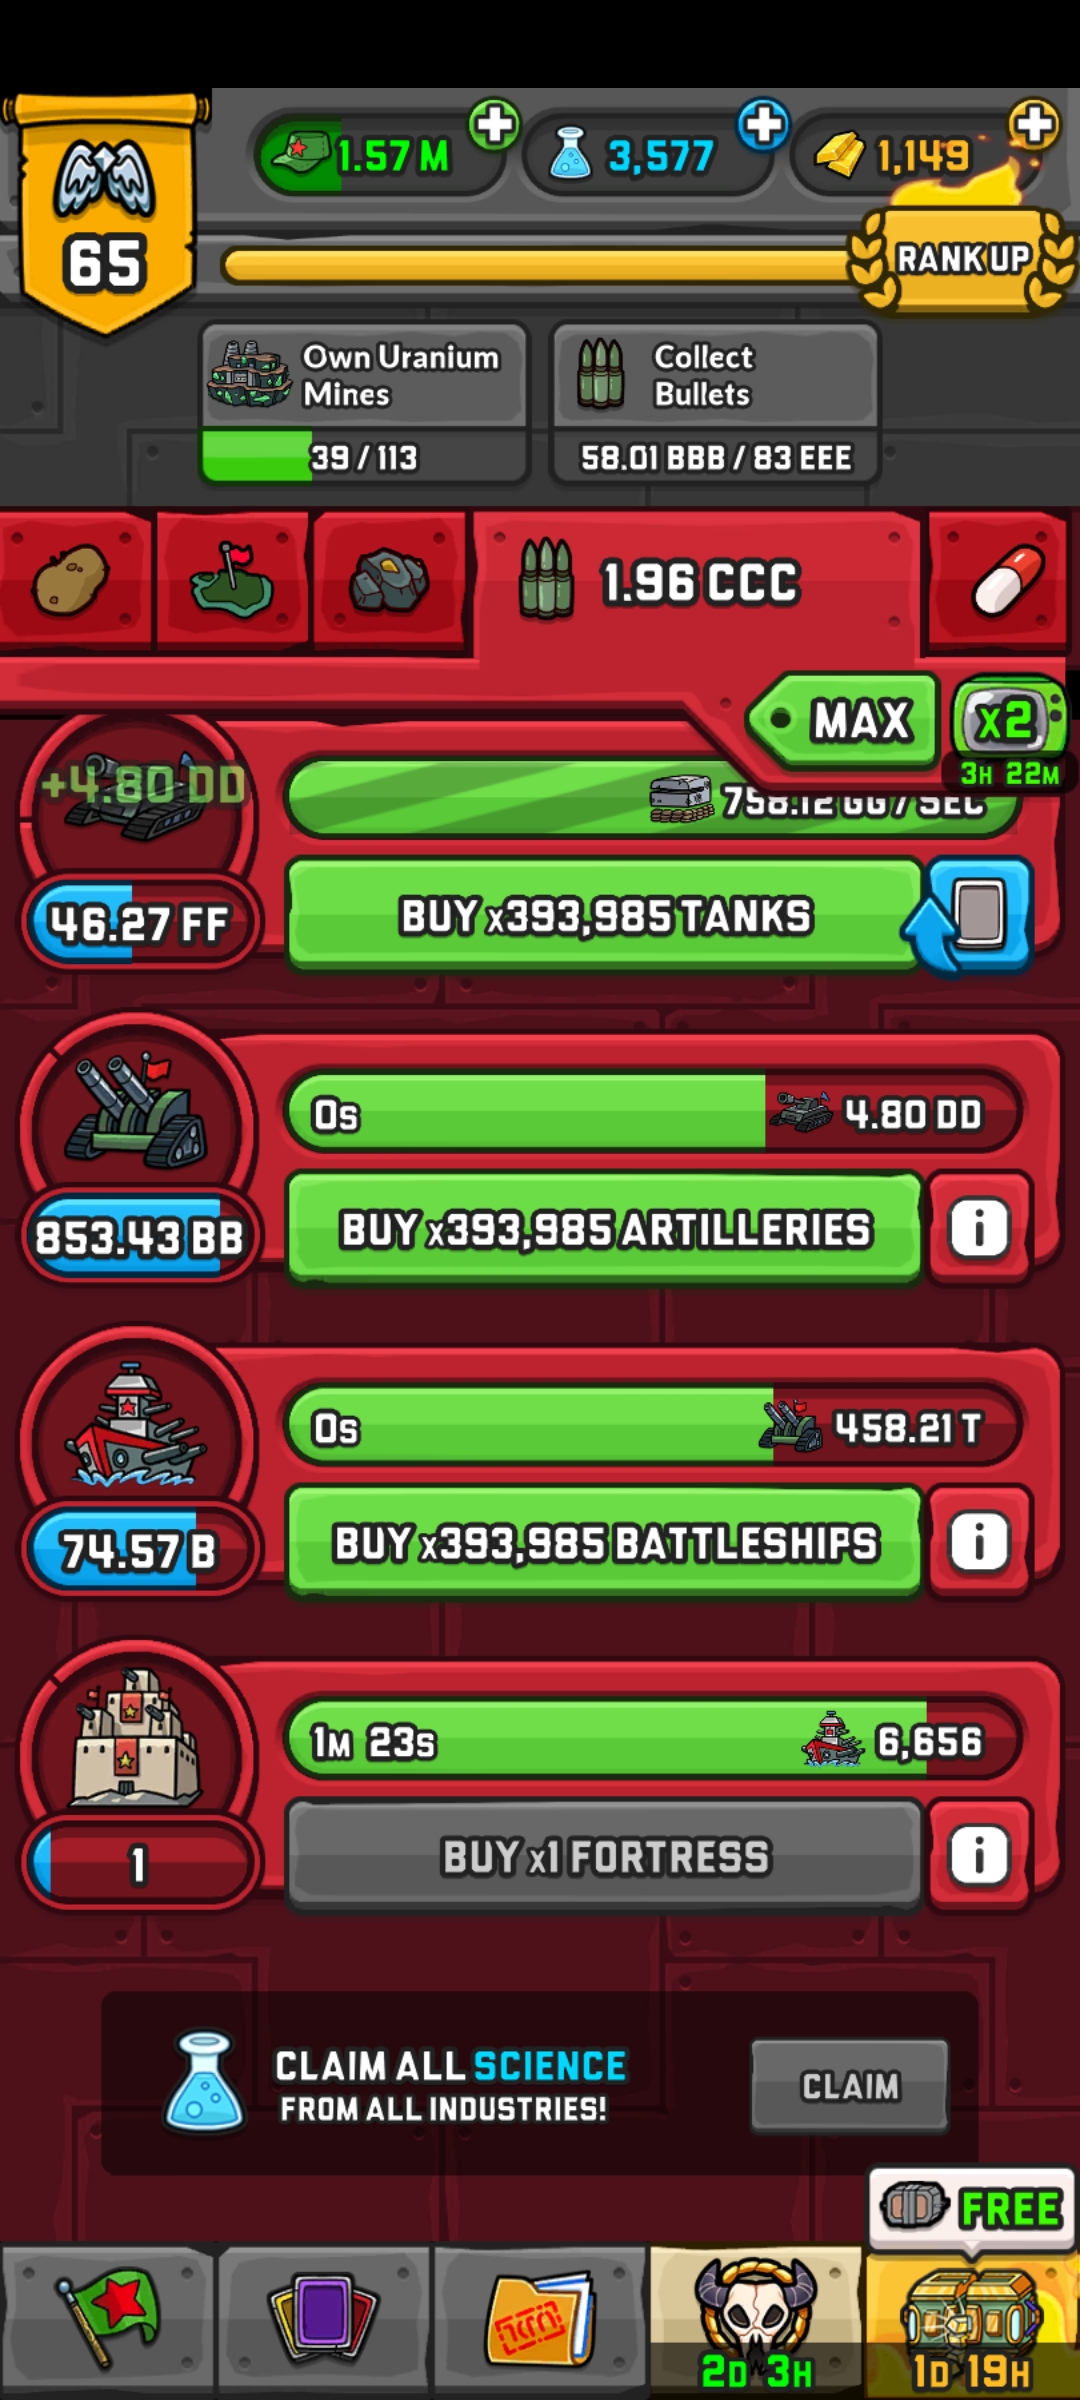 65
1.57 M
3,577
1,149
RANK UP
Own Uranium
Mines
39 / 113
Collect
Bullets
58.01 BBB / 83 EEE
1.96 CCC
MAX
X2
3H 22M
+4.80 DD
758.12 GG / SEC
46.27 FF
BUY x393,985 TANKS
0s
4.80 DD
853.43 BB
BUY x393,985 ARTILLERIES
i
0s
458.21 T
74.57 B
BUY x393,985 BATTLESHIPS
i
1M 23s
6,656
1
BUY x1 FORTRESS
i
CLAIM ALL SCIENCE
FROM ALL INDUSTRIES!
CLAIM
FREE
2D 3H
1D 19H